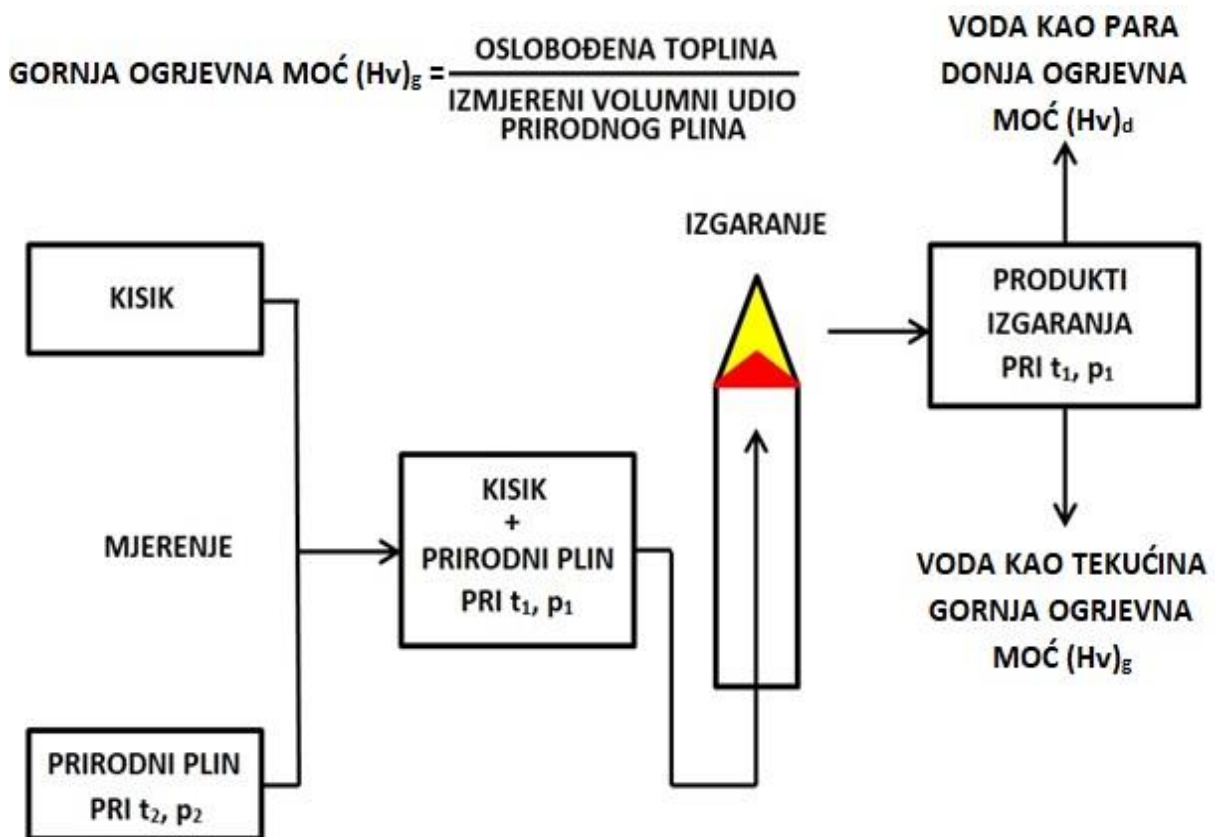 GORNJA OGRJEVNA MOĆ (Hv)g = OSLOBOĐENA TOPLINA
IZMJERENI VOLUMNI UDIO
PRIRODNOG PLINA
VODA KAO PARA
DONJA OGRJEVNA
MOĆ (Hv)d
IZGARANJE
KISIK
PRODUKTI
IZGARANJA
PRI t1, p1
MJERENJE
KISIK
+
PRIRODNI PLIN
PRI t1, p1
VODA KAO TEKUĆINA
GORNJA OGRJEVNA
MOĆ (Hv)g
PRIRODNI PLIN
PRI t2, p2